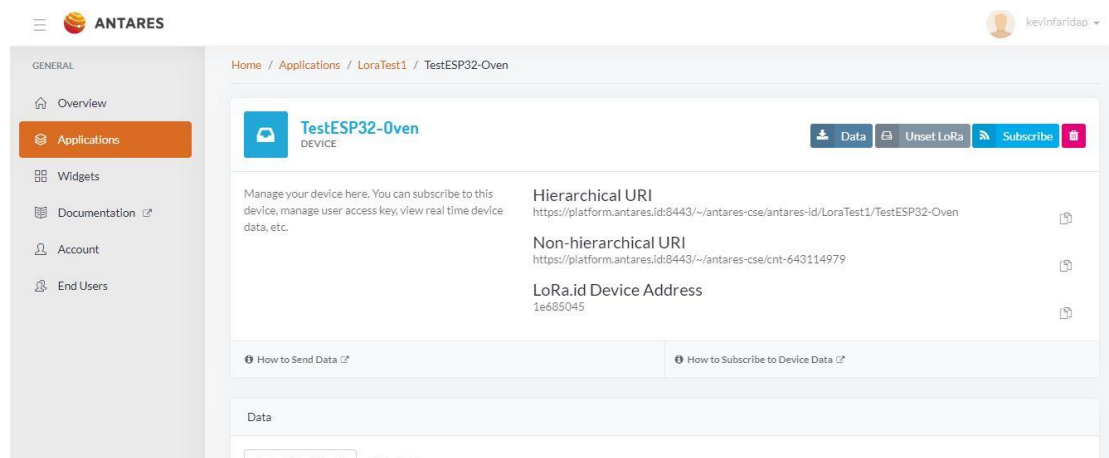 ANTARES
kevinfaridap
GENERAL
Overview
Applications
Widgets
Documentation
Account
End Users
Home / Applications / LoraTest1 / TestESP32-Oven
TestESP32-Oven
DEVICE
Data
Unset LoRa
Subscribe
Manage your device here. You can subscribe to this
device, manage user access key, view real time device
data, etc.
Hierarchical URI
https://platform.antares.id:8443/~/antares-cse/antares-id/LoraTest1/TestESP32-Oven
Non-hierarchical URI
https://platform.antares.id:8443/~/antares-cse/cnt-643114979
LoRa.id Device Address
1e685045
How to Send Data
How to Subscribe to Device Data
Data